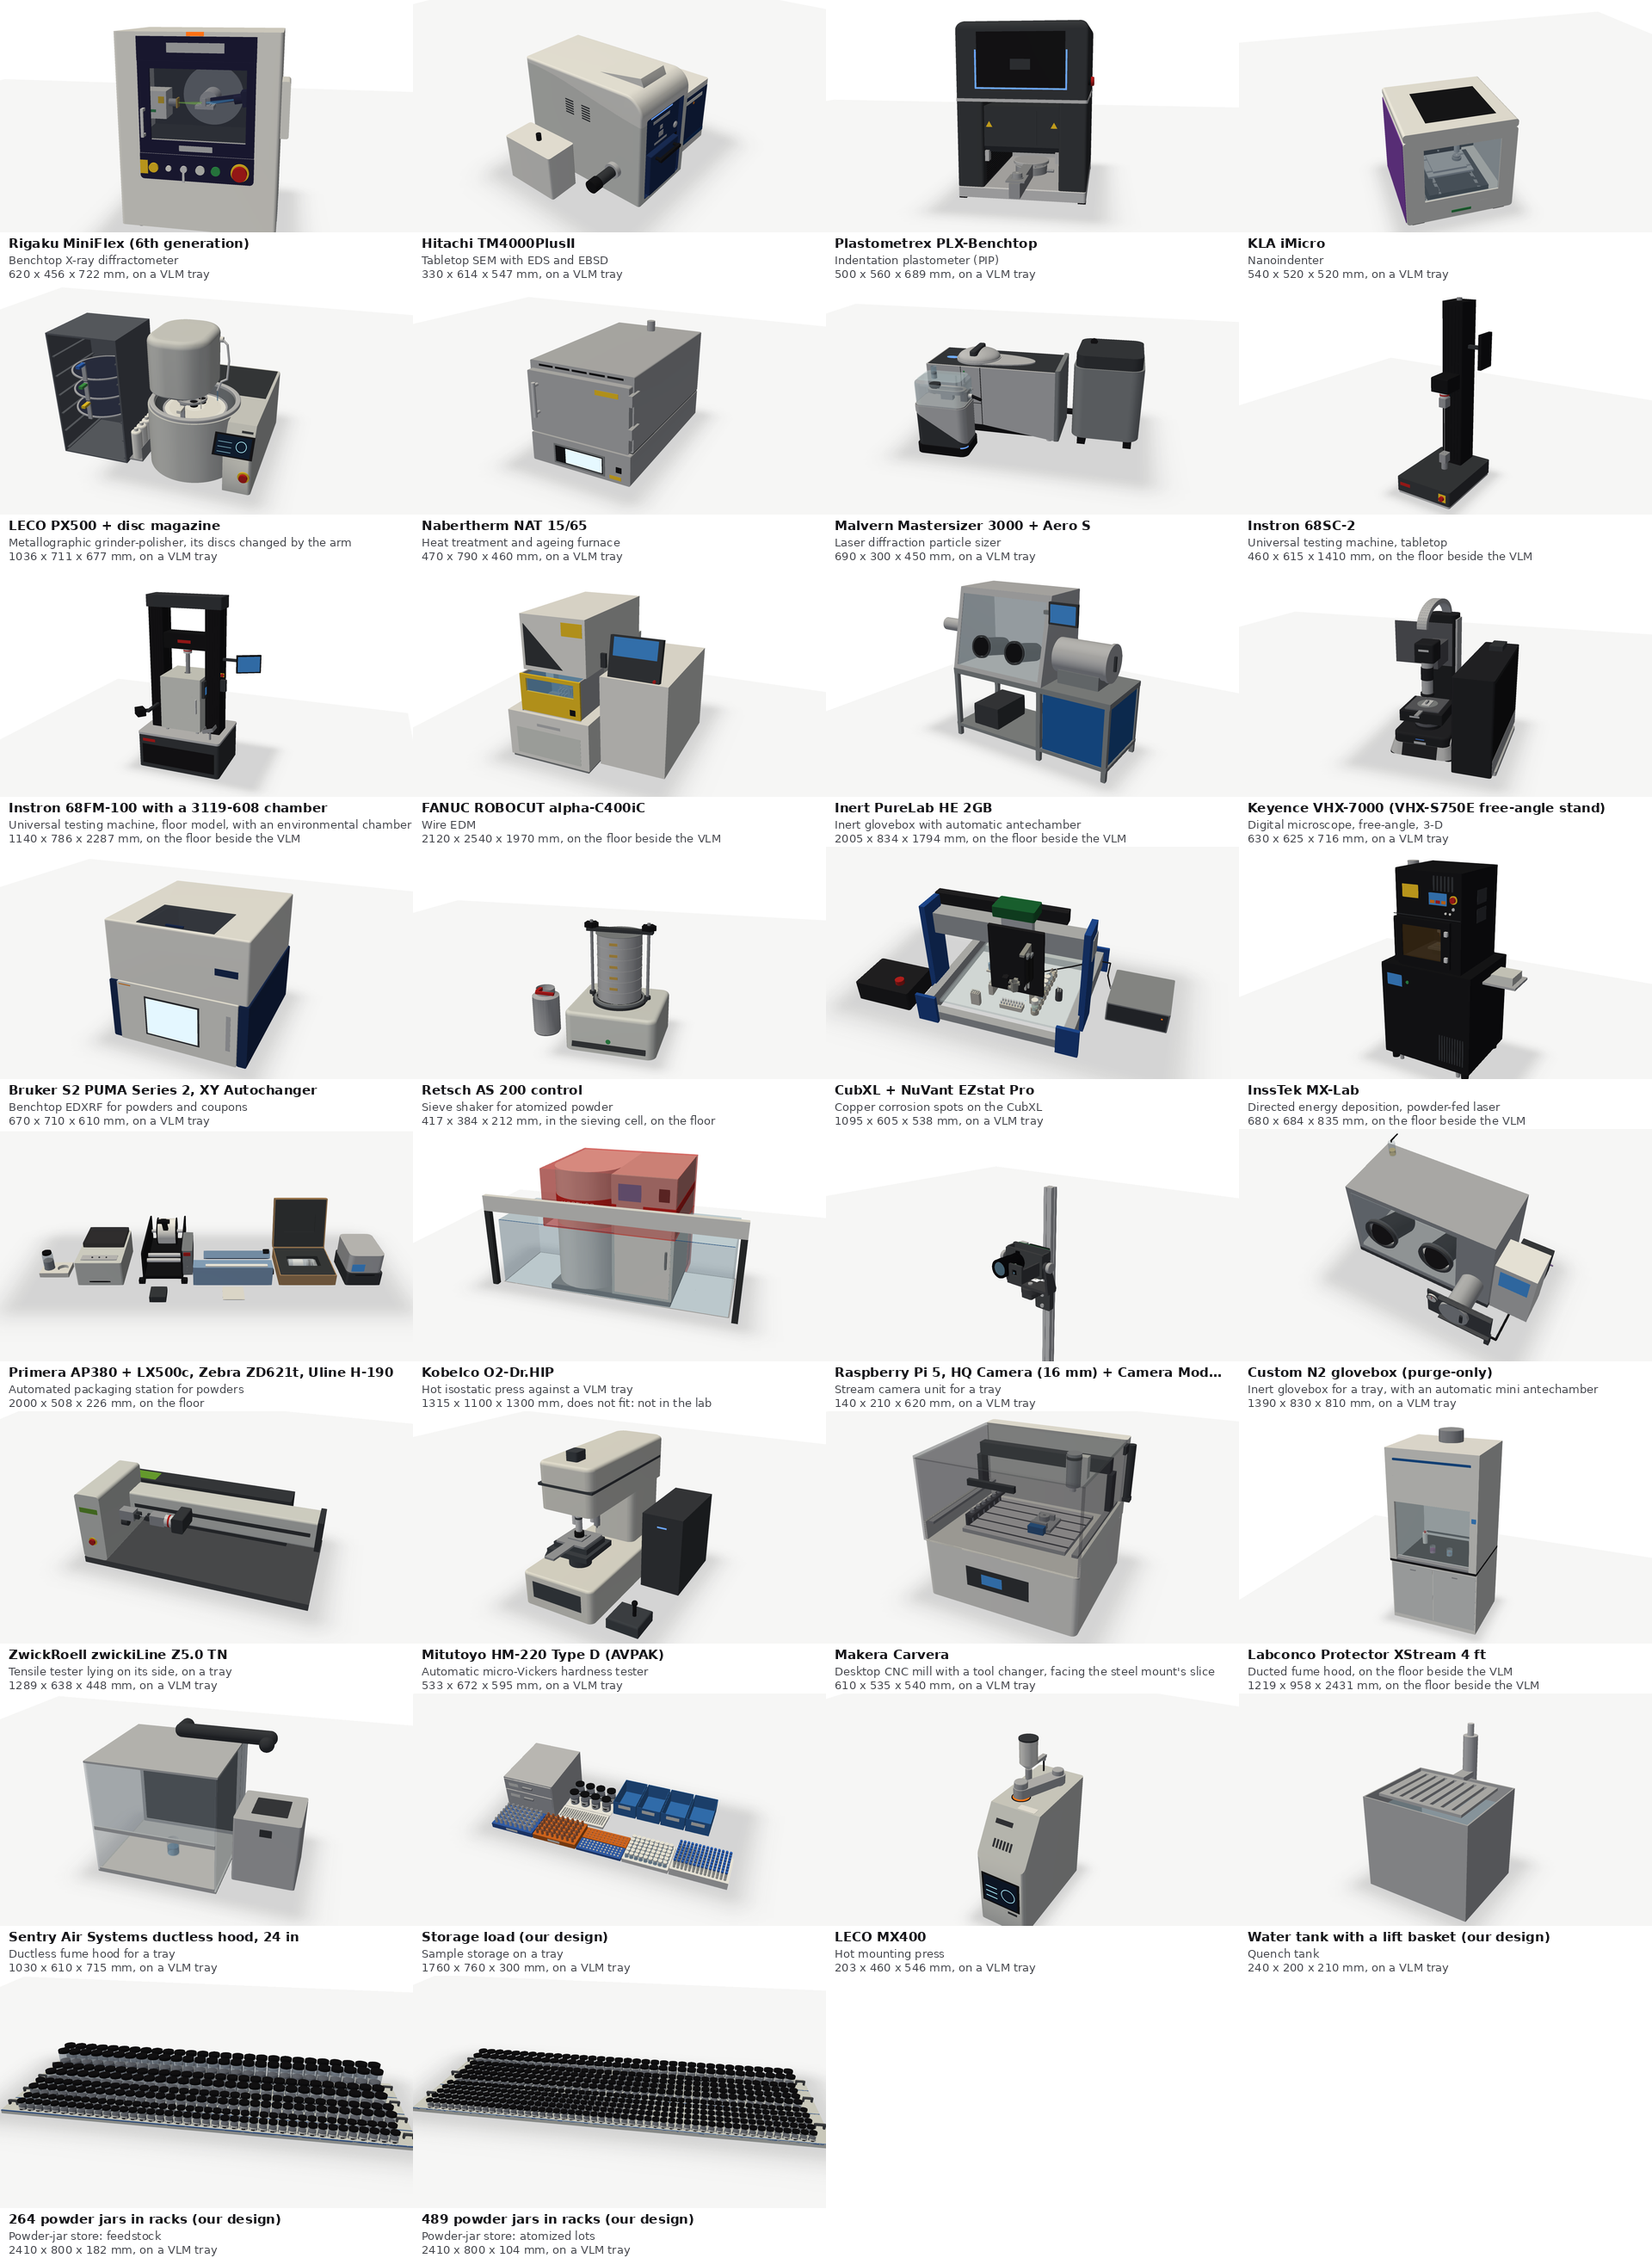 Rigaku MiniFlex (6th generation)
Benchtop X-ray diffractometer
620 x 456 x 722 mm, on a VLM tray
Hitachi TM4000PlusII
Tabletop SEM with EDS and EBSD
330 x 614 x 547 mm, on a VLM tray
Plastometrex PLX-Benchtop
Indentation plastometer (PIP)
500 x 560 x 689 mm, on a VLM tray
KLA iMicro
Nanoindenter
540 x 520 x 520 mm, on a VLM tray
LECO PX500 + disc magazine
Metallographic grinder-polisher, its discs changed by the arm
1036 x 711 x 677 mm, on a VLM tray
Nabertherm NAT 15/65
Heat treatment and ageing furnace
470 x 790 x 460 mm, on a VLM tray
Malvern Mastersizer 3000 + Aero S
Laser diffraction particle sizer
690 x 300 x 450 mm, on a VLM tray
Instron 68SC-2
Universal testing machine, tabletop
460 x 615 x 1410 mm, on the floor beside the VLM
Instron 68FM-100 with a 3119-608 chamber
Universal testing machine, floor model, with an environmental chamber
1140 x 786 x 2287 mm, on the floor beside the VLM
FANUC ROBOCUT alpha-C400iC
Wire EDM
2120 x 2540 x 1970 mm, on the floor beside the VLM
Inert PureLab HE 2GB
Inert glovebox with automatic antechamber
2005 x 834 x 1794 mm, on the floor beside the VLM
Keyence VHX-7000 (VHX-S750E free-angle stand)
Digital microscope, free-angle, 3-D
630 x 625 x 716 mm, on a VLM tray
Bruker S2 PUMA Series 2, XY Autochanger
Benchtop EDXRF for powders and coupons
670 x 710 x 610 mm, on a VLM tray
Retsch AS 200 control
Sieve shaker for atomized powder
417 x 384 x 212 mm, in the sieving cell, on the floor
CubXL + NuVant EZstat Pro
Copper corrosion spots on the CubXL
1095 x 605 x 538 mm, on a VLM tray
InssTek MX-Lab
Directed energy deposition, powder-fed laser
680 x 684 x 835 mm, on the floor beside the VLM
Primera AP380 + LX500c, Zebra ZD621t, Uline H-190
Automated packaging station for powders
2000 x 508 x 226 mm, on the floor
Kobelco O2-Dr.HIP
Hot isostatic press against a VLM tray
1315 x 1100 x 1300 mm, does not fit: not in the lab
Raspberry Pi 5, HQ Camera (16 mm) + Camera Mod...
Stream camera unit for a tray
140 x 210 x 620 mm, on a VLM tray
Custom N2 glovebox (purge-only)
Inert glovebox for a tray, with an automatic mini antechamber
1390 x 830 x 810 mm, on a VLM tray
ZwickRoell zwickiLine Z5.0 TN
Tensile tester lying on its side, on a tray
1289 x 638 x 448 mm, on a VLM tray
Mitutoyo HM-220 Type D (AVPAK)
Automatic micro-Vickers hardness tester
533 x 672 x 595 mm, on a VLM tray
Makera Carvera
Desktop CNC mill with a tool changer, facing the steel mount's slice
610 x 535 x 540 mm, on a VLM tray
Labconco Protector XStream 4 ft
Ducted fume hood, on the floor beside the VLM
1219 x 958 x 2431 mm, on the floor beside the VLM
Sentry Air Systems ductless hood, 24 in
Ductless fume hood for a tray
1030 x 610 x 715 mm, on a VLM tray
Storage load (our design)
Sample storage on a tray
1760 x 760 x 300 mm, on a VLM tray
LECO MX400
Hot mounting press
203 x 460 x 546 mm, on a VLM tray
Water tank with a lift basket (our design)
Quench tank
240 x 200 x 210 mm, on a VLM tray
264 powder jars in racks (our design)
Powder-jar store: feedstock
2410 x 800 x 182 mm, on a VLM tray
489 powder jars in racks (our design)
Powder-jar store: atomized lots
2410 x 800 x 104 mm, on a VLM tray